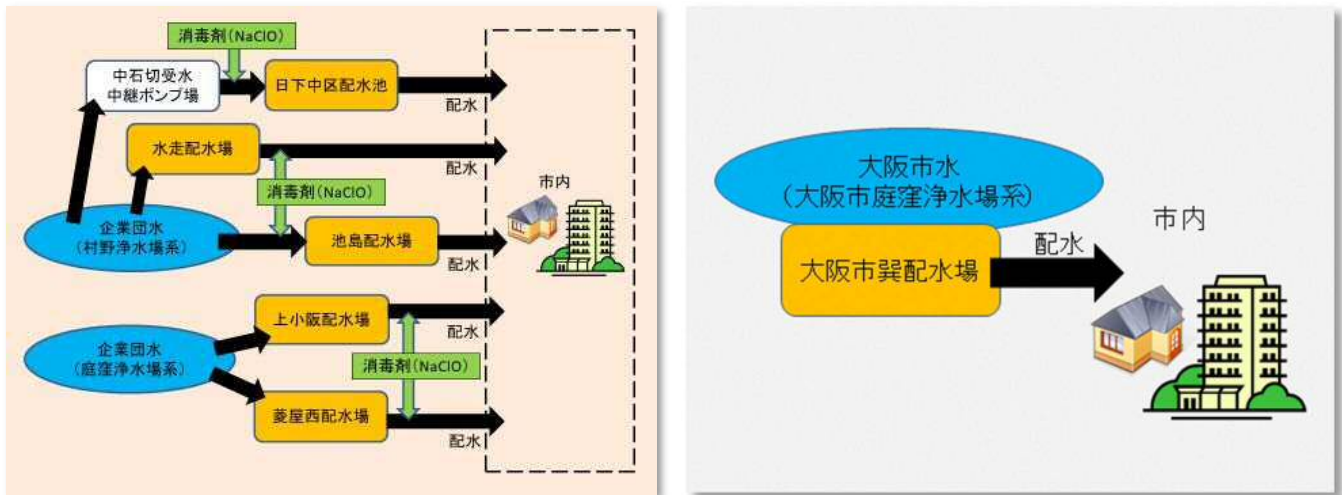 消毒剤(NaClO)
中石切受水
中継ポンプ場
日下中区配水池
配水
水走配水場
配水
消毒剤(NaClO)
市内
企業団水
(村野浄水場系)
池島配水場
配水
上小阪配水場
配水
企業団水
(庭窪浄水場系)
消毒剤(NaClO)
菱屋西配水場
配水
大阪市水
(大阪市庭窪浄水場系)
市内
配水
大阪市巽配水場